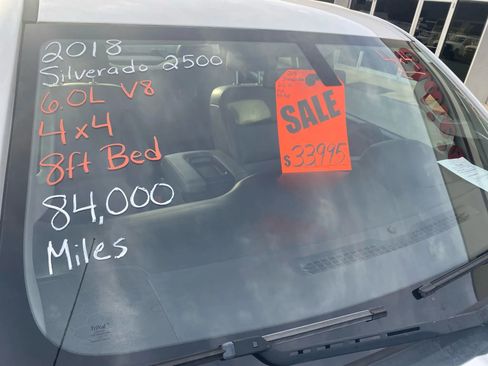 2018
Silverado 2500
6.0L V8
4x4
8ft Bed
84,000
Miles
SALE
$33995